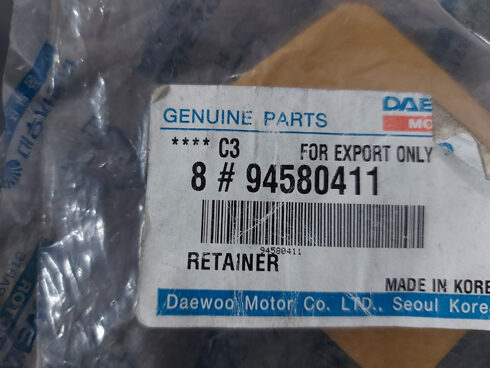 GENUINE PARTS
DAE
MO
**** C3 FOR EXPORT ONLY
8 # 94580411
94580411
RETAINER
MADE IN KORE
Daewoo Motor Co. LTD., Seoul Kore